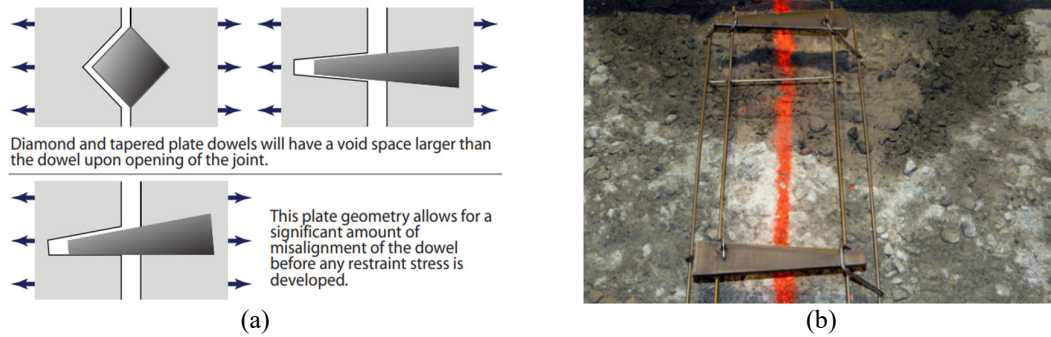 Diamond and tapered plate dowels will have a void space larger than
the dowel upon opening of the joint.
This plate geometry allows for a
significant amount of
misalignment of the dowel
before any restraint stress is
developed.
(a)
(b)